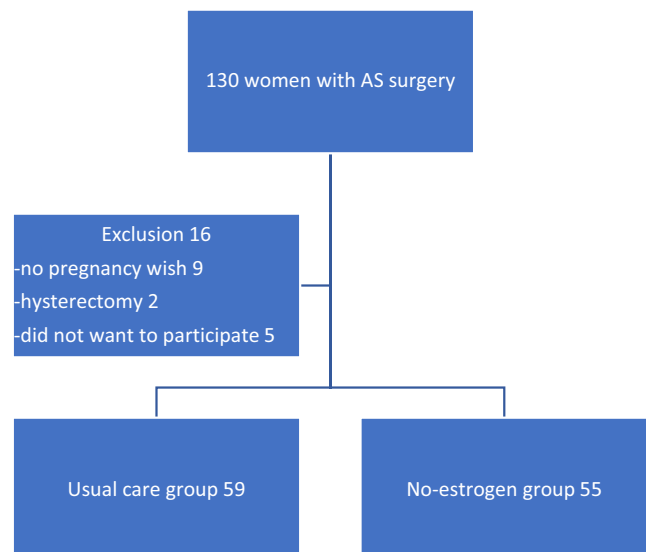 130 women with AS surgery
Exclusion 16
-no pregnancy wish 9
-hysterectomy 2
-did not want to participate 5
Usual care group 59
No-estrogen group 55